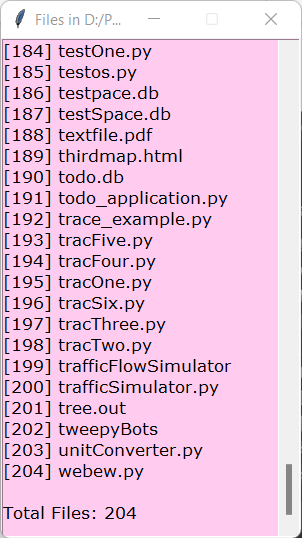 Files in D:/P...
[184] testOne.py
[185] testos.py
[186] testpace.db
[187] testSpace.db
[188] textfile.pdf
[189] thirdmap.html
[190] todo.db
[191] todo_application.py
[192] trace_example.py
[193] tracFive.py
[194] tracFour.py
[195] tracOne.py
[196] tracSix.py
[197] tracThree.py
[198] tracTwo.py
[199] trafficFlowSimulator
[200] trafficSimulator.py
[201] tree.out
[202] tweepyBots
[203] unitConverter.py
[204] webew.py
Total Files: 204